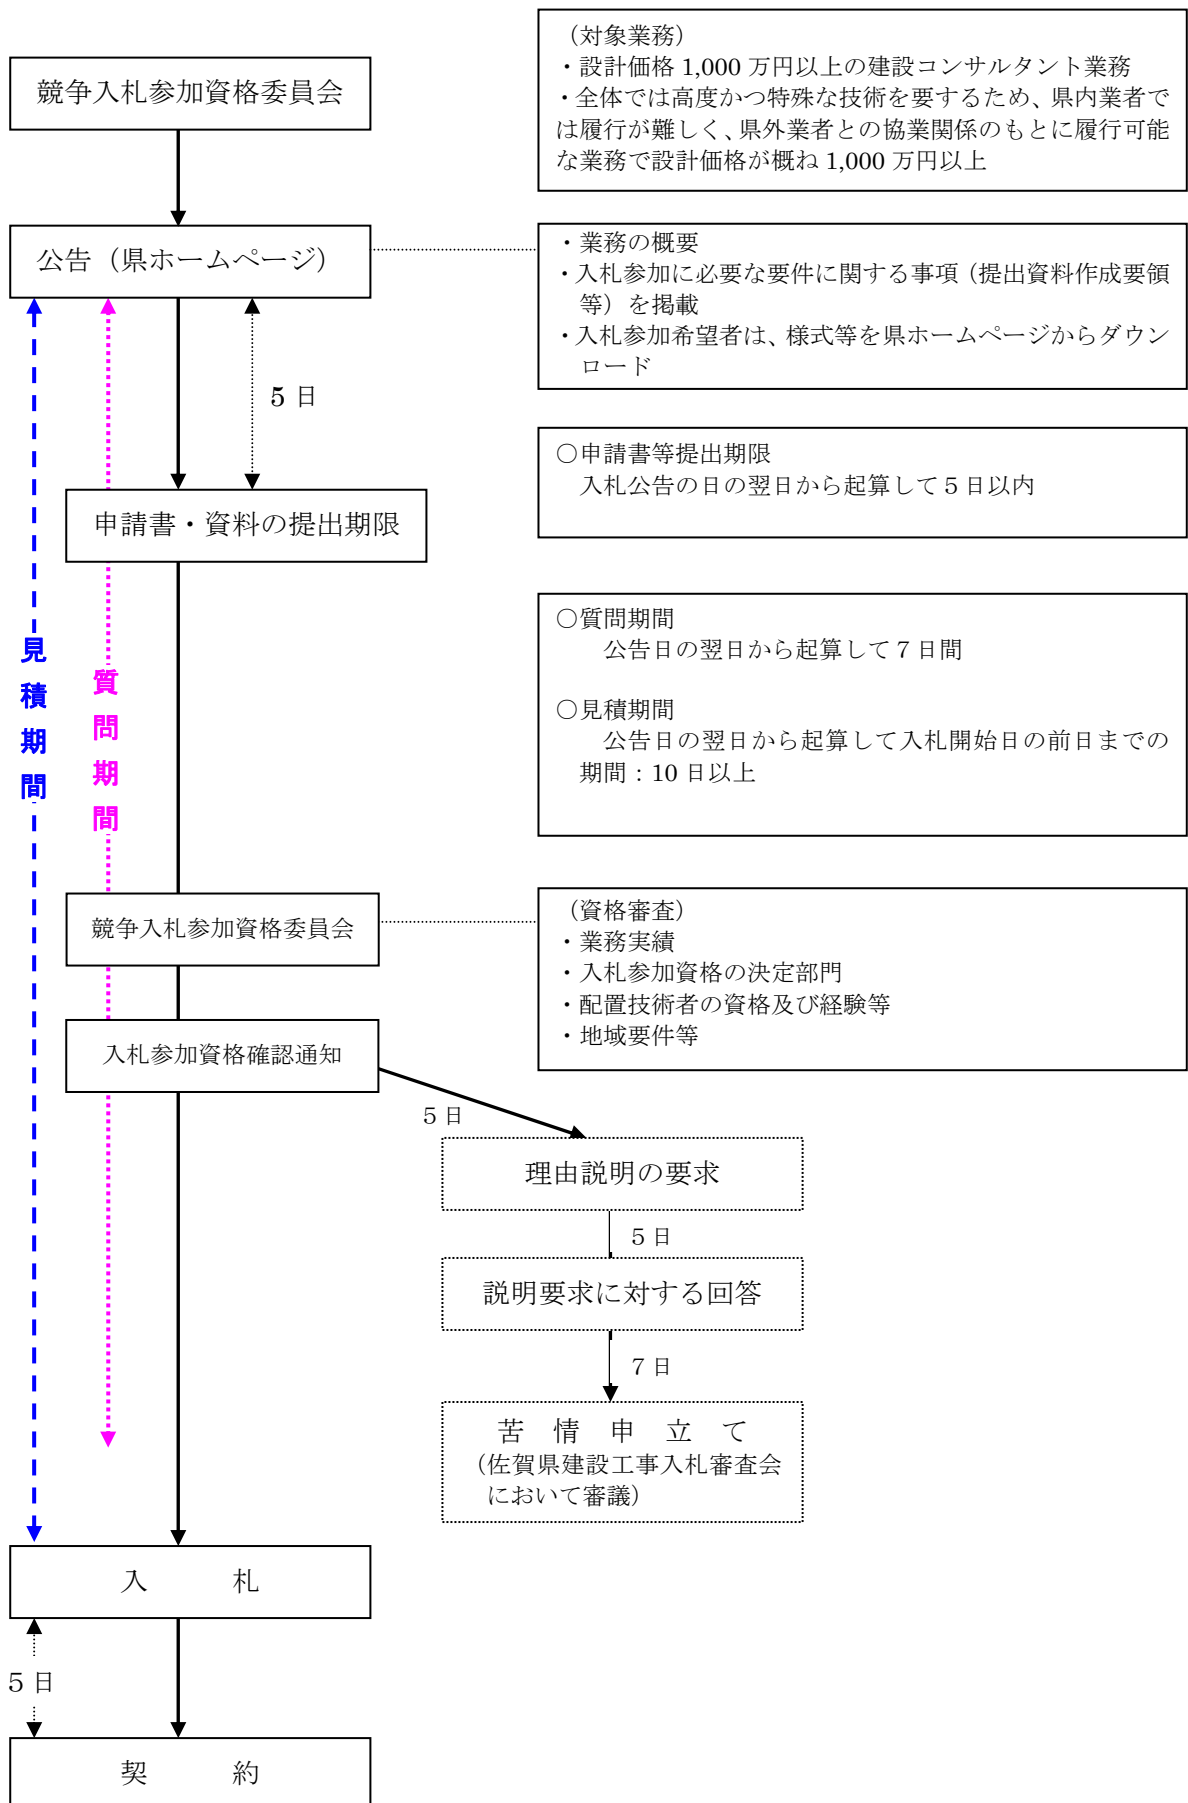 競争入札参加資格委員会
（対象業務）
・設計価格 1,000 万円以上の建設コンサルタント業務
・全体では高度かつ特殊な技術を要するため、県内業者で
は履行が難しく、県外業者との協業関係のもとに履行可能
な業務で設計価格が概ね 1,000 万円以上
公告（県ホームページ）
・業務の概要
・入札参加に必要な要件に関する事項（提出資料作成要領
等）を掲載
・入札参加希望者は、様式等を県ホームページからダウン
ロード
5 日
申請書・資料の提出期限
○申請書等提出期限
入札公告の日の翌日から起算して５日以内
見積期間
質問期間
○質問期間
公告日の翌日から起算して７日間
○見積期間
公告日の翌日から起算して入札開始日の前日までの
期間：10 日以上
競争入札参加資格委員会
（資格審査）
・業務実績
・入札参加資格の決定部門
・配置技術者の資格及び経験等
・地域要件等
入札参加資格確認通知
５日
理由説明の要求
５日
説明要求に対する回答
７日
苦　情　申　立　て
（佐賀県建設工事入札審査会
において審議）
入　　　札
５日
契　　　約